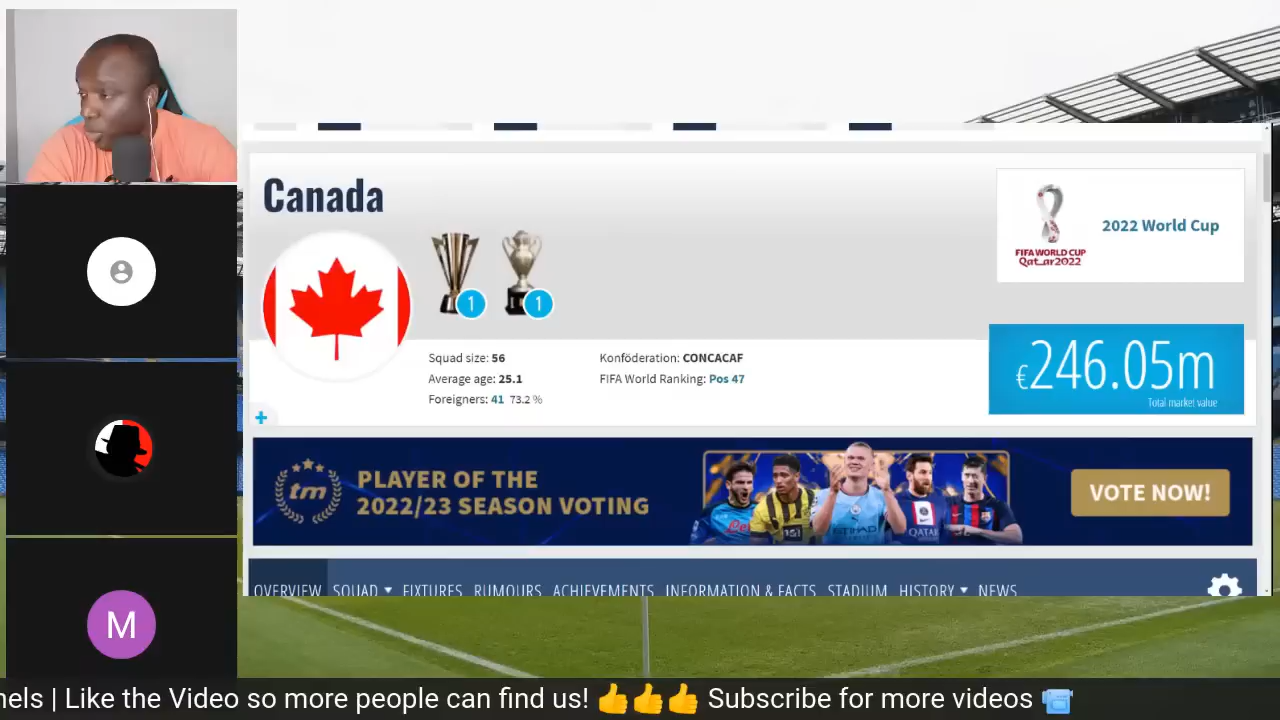 Canada
1
1
FIFA WORLD CUP
Qatar2022
2022 World Cup
Squad size: 56
Average age: 25.1
Foreigners: 41 73.2 %
Konföderation: CONCACAF
FIFA World Ranking: Pos 47
€246.05m
Total market value
+
tm
PLAYER OF THE
2022/23 SEASON VOTING
VOTE NOW!
OVERVIEW SQUAD FIXTURES RUMOURS ACHIEVEMENTS INFORMATION & FACTS STADIUM HISTORY NEWS
M
nels | Like the Video so more people can find us! 👍👍👍 Subscribe for more videos 📹